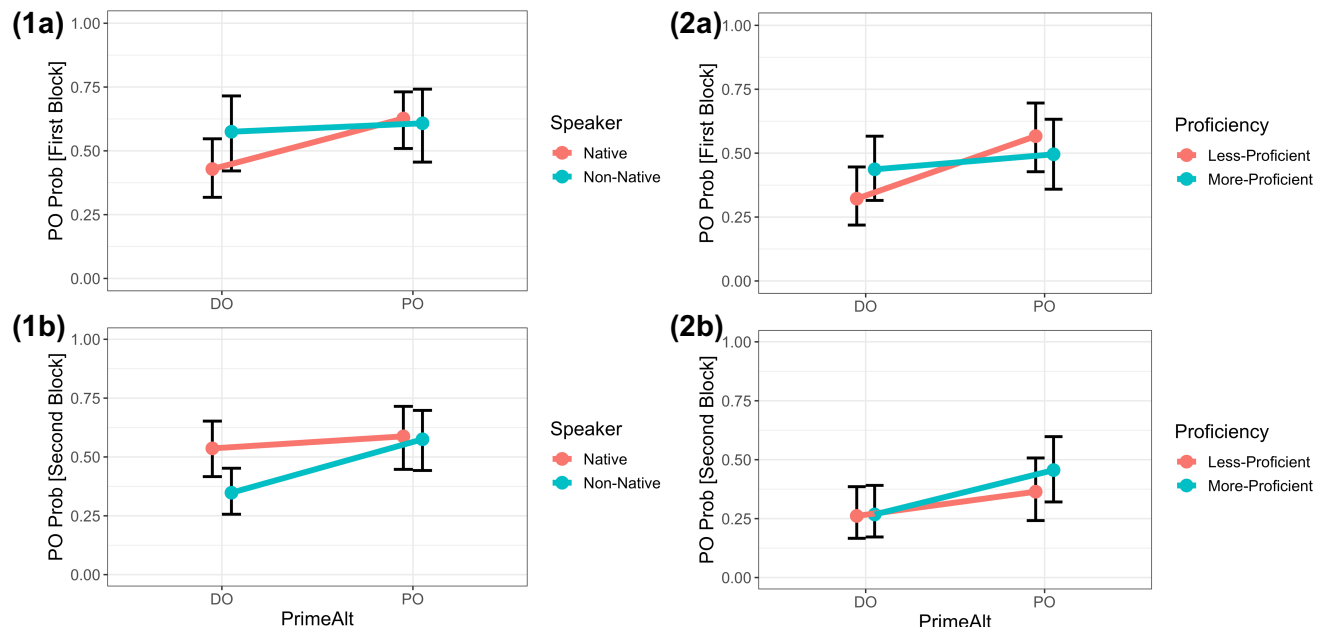 (1a)
PO Prob [First Block]
1.00
0.75
0.50
0.25
0.00
DO
PO
Speaker
Native
Non-Native
(2a)
PO Prob [First Block]
1.00
0.75
0.50
0.25
0.00
DO
PO
Proficiency
Less-Proficient
More-Proficient
(1b)
PO Prob [Second Block]
1.00
0.75
0.50
0.25
0.00
DO
PO
PrimeAlt
Speaker
Native
Non-Native
(2b)
PO Prob [Second Block]
1.00
0.75
0.50
0.25
0.00
DO
PO
PrimeAlt
Proficiency
Less-Proficient
More-Proficient